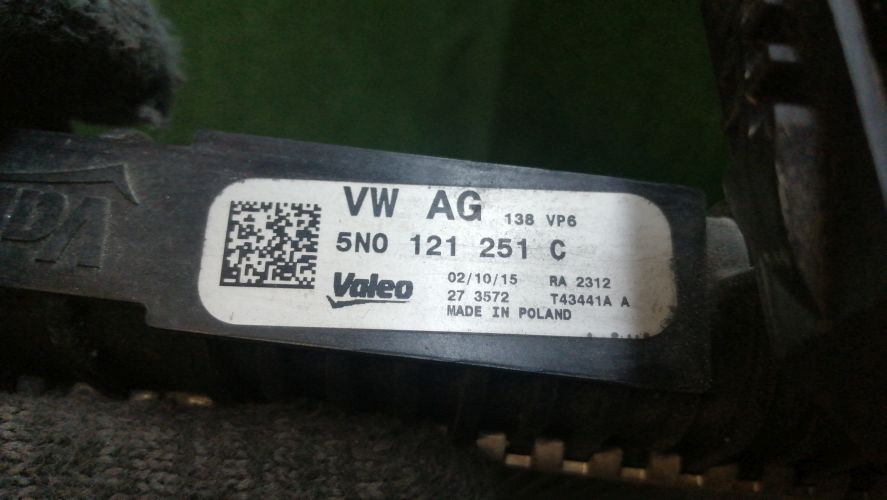 VW AG 138 VP6
5N0 121 251 C
Valeo 02/10/15 RA 2312
27 3572 T43441A A
MADE IN POLAND